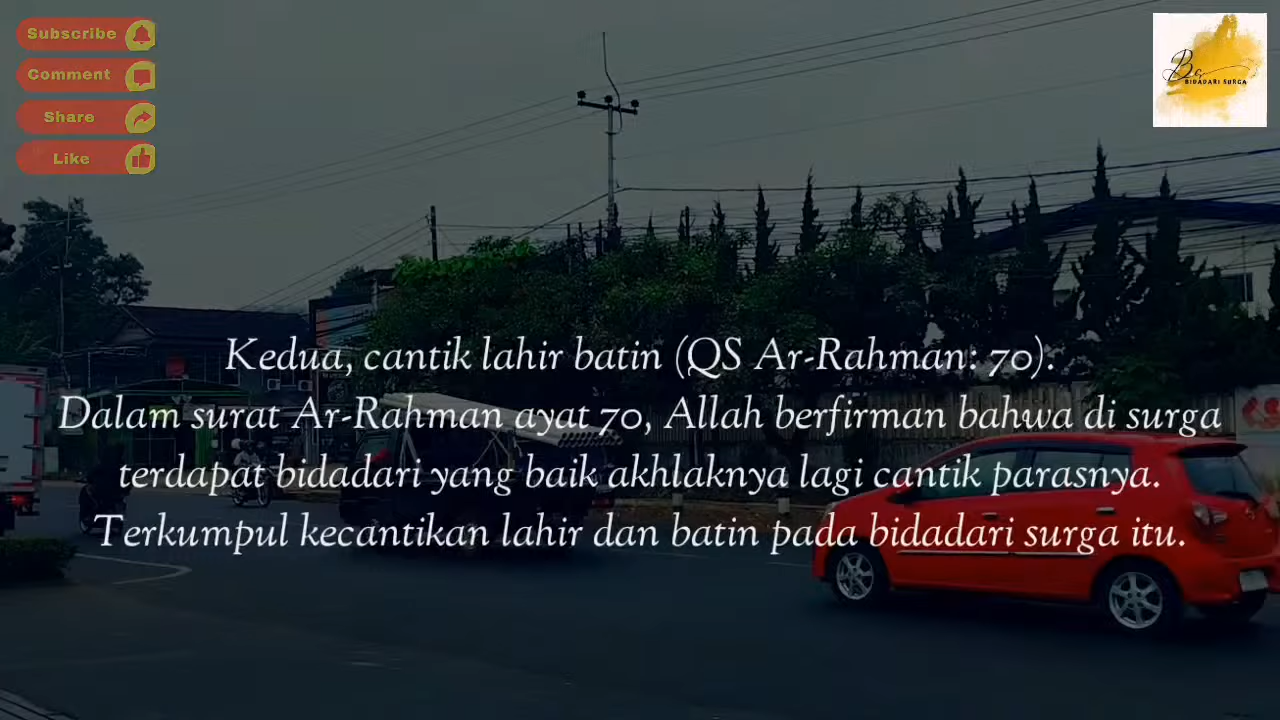 Subscribe
Comment
Share
Like
BIDADARI SURGA
Kedua, cantik lahir batin (QS Ar-Rahman: 70).
Dalam surat Ar-Rahman ayat 70, Allah berfirman bahwa di surga
terdapat bidadari yang baik akhlaknya lagi cantik parasnya.
Terkumpul kecantikan lahir dan batin pada bidadari surga itu.